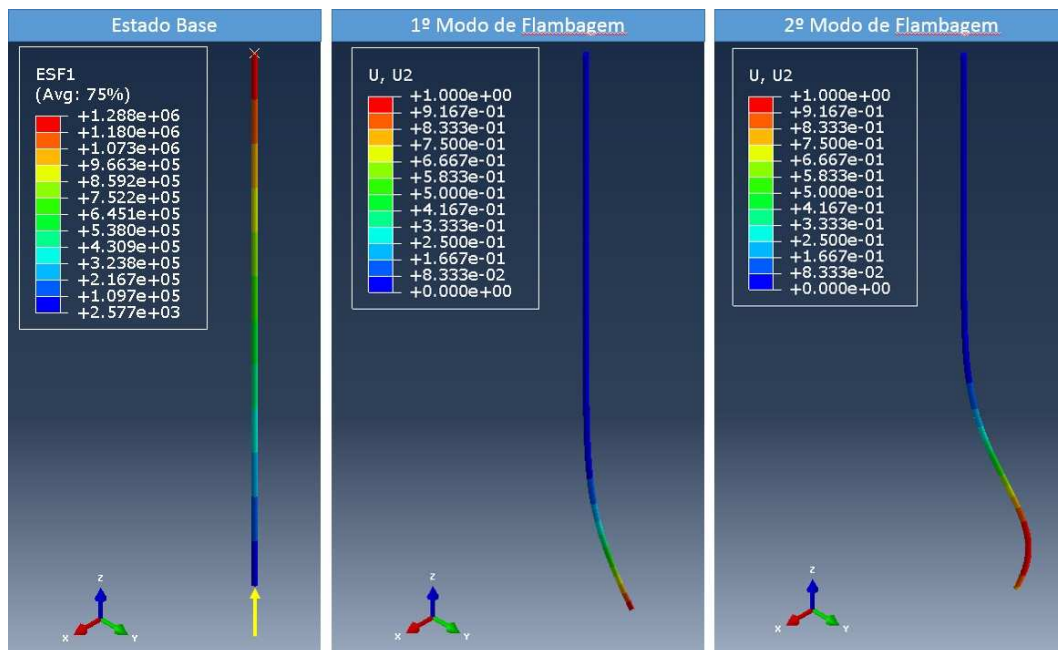 Estado Base
ESF1
(Avg: 75%)
+1.288e+06
+1.180e+06
+1.073e+06
+9.663e+05
+8.592e+05
+7.522e+05
+6.451e+05
+5.380e+05
+4.309e+05
+3.238e+05
+2.167e+05
+1.097e+05
+2.577e+03
Z
X
Y
1º Modo de Flambagem
U, U2
+1.000e+00
+9.167e-01
+8.333e-01
+7.500e-01
+6.667e-01
+5.833e-01
+5.000e-01
+4.167e-01
+3.333e-01
+2.500e-01
+1.667e-01
+8.333e-02
+0.000e+00
Z
X
Y
2º Modo de Flambagem
U, U2
+1.000e+00
+9.167e-01
+8.333e-01
+7.500e-01
+6.667e-01
+5.833e-01
+5.000e-01
+4.167e-01
+3.333e-01
+2.500e-01
+1.667e-01
+8.333e-02
+0.000e+00
Z
X
Y